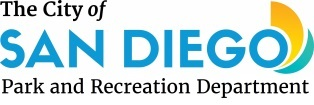 The City of
SAN DIEGO
Park and Recreation Department